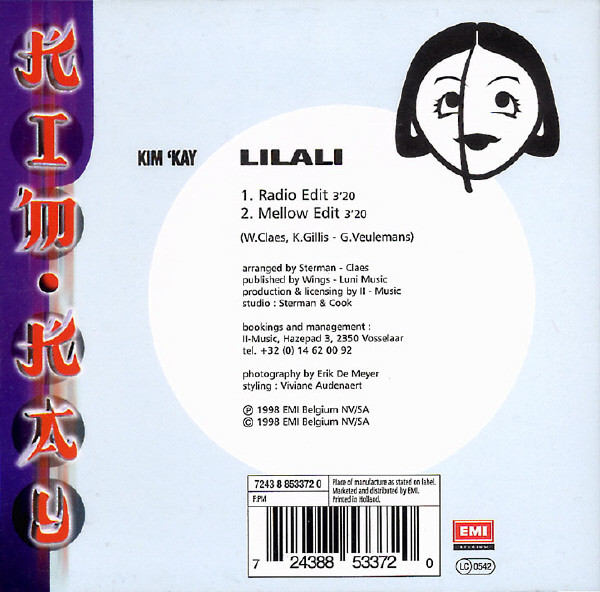 KIM 'KAY
KIM 'KAY LILALI
1. Radio Edit 3'20
2. Mellow Edit 3'20
(W.Claes, K.Gillis - G.Veulemans)
arranged by Sterman - Claes
published by Wings - Luni Music
production & licensing by II - Music
studio : Sterman & Cook
bookings and management :
II-Music, Hazepad 3, 2350 Vosselaar
tel. +32 (0) 14 62 00 92
photography by Erik De Meyer
styling : Viviane Audenaert
℗ 1998 EMI Belgium NV/SA
© 1998 EMI Belgium NV/SA
7243 8 853372 0
F:PM
Place of manufacture as stated on label.
Marketed and distributed by EMI.
Printed in Holland.
7 24388 53372 0
EMI
BELGIUM
LC 0542